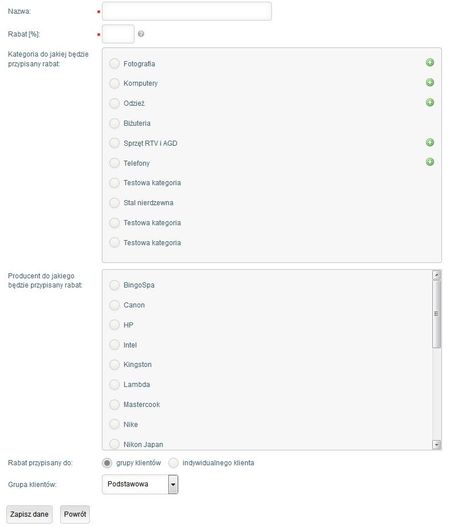 Nazwa:
Rabat [%]:
Kategoria do jakiej będzie
przypisany rabat:
Fotografia
Komputery
Odzież
Biżuteria
Sprzęt RTV i AGD
Telefony
Testowa kategoria
Stal nierdzewna
Testowa kategoria
Testowa kategoria
Producent do jakiego
będzie przypisany rabat:
BingoSpa
Canon
HP
Intel
Kingston
Lambda
Mastercook
Nike
Nikon Japan
Rabat przypisany do:
grupy klientów
indywidualnego klienta
Grupa klientów:
Podstawowa
Zapisz dane
Powrót